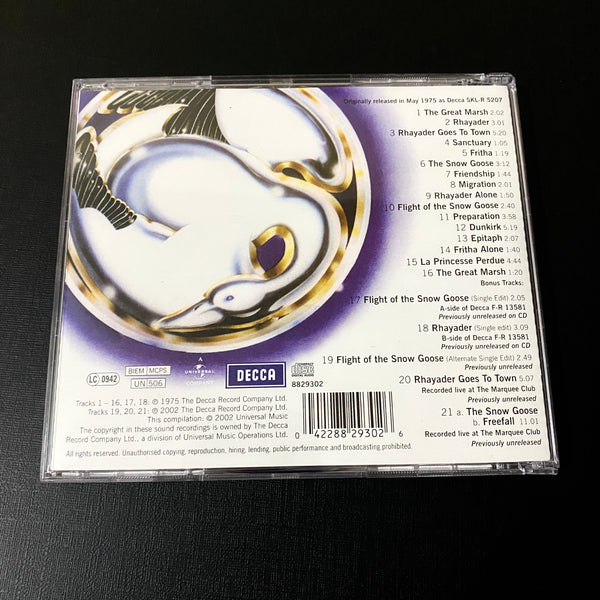 Originally released in May 1975 as Decca SKL-R 5207
1 The Great Marsh 2:02
2 Rhayader 3:01
3 Rhayader Goes To Town 5:20
4 Sanctuary 1:05
5 Fritha 1:19
6 The Snow Goose 3:12
7 Friendship 1:44
8 Migration 2:01
9 Rhayader Alone 1:50
10 Flight of the Snow Goose 2:40
11 Preparation 3:58
12 Dunkirk 5:19
13 Epitaph 2:07
14 Fritha Alone 1:40
15 La Princesse Perdue 4:44
16 The Great Marsh 1:20
Bonus Tracks:
17 Flight of the Snow Goose (Single Edit) 2.05
A-side of Decca F-R 13581
Previously unreleased on CD
18 Rhayader (Single edit) 3.09
B-side of Decca F-R 13581
Previously unreleased on CD
19 Flight of the Snow Goose (Alternate Single Edit) 2.49
Previously unreleased
20 Rhayader Goes To Town 5.07
Recorded live at The Marquee Club
Previously unreleased
21 a. The Snow Goose
b. Freefall 11.01
Recorded live at The Marquee Club
Previously unreleased
LC 0942
BIEM MCPS
UN 506
A
UNIVERSAL
COMPANY
DECCA
COMPACT
disc
DIGITAL AUDIO
8829302
Tracks 1 – 16, 17, 18: ℗ 1975 The Decca Record Company Ltd.
Tracks 19, 20, 21: ℗ 2002 The Decca Record Company Ltd.
This compilation: © 2002 Universal Music
The copyright in these sound recordings is owned by The Decca
Record Company Ltd., a division of Universal Music Operations Ltd.
0 42288 29302 6
All rights reserved. Unauthorised copying, reproduction, hiring, lending, public performance and broadcasting prohibited.